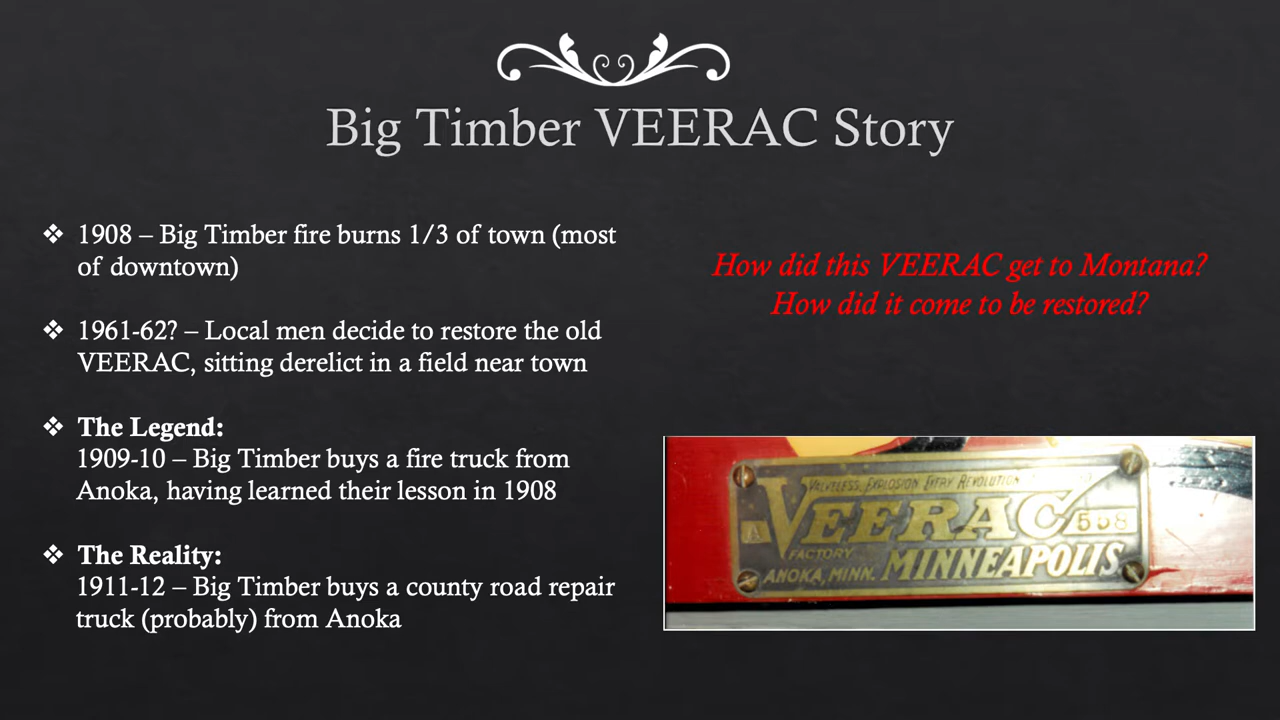 Big Timber VEERAC Story
❖ 1908 – Big Timber fire burns 1/3 of town (most
of downtown)
❖ 1961-62? – Local men decide to restore the old
VEERAC, sitting derelict in a field near town
❖ The Legend:
1909-10 – Big Timber buys a fire truck from
Anoka, having learned their lesson in 1908
❖ The Reality:
1911-12 – Big Timber buys a county road repair
truck (probably) from Anoka
How did this VEERAC get to Montana?
How did it come to be restored?
VALVELESS, EXPLOSION EVERY REVOLUTION
A VEERAC 508
FACTORY
ANOKA, MINN. MINNEAPOLIS